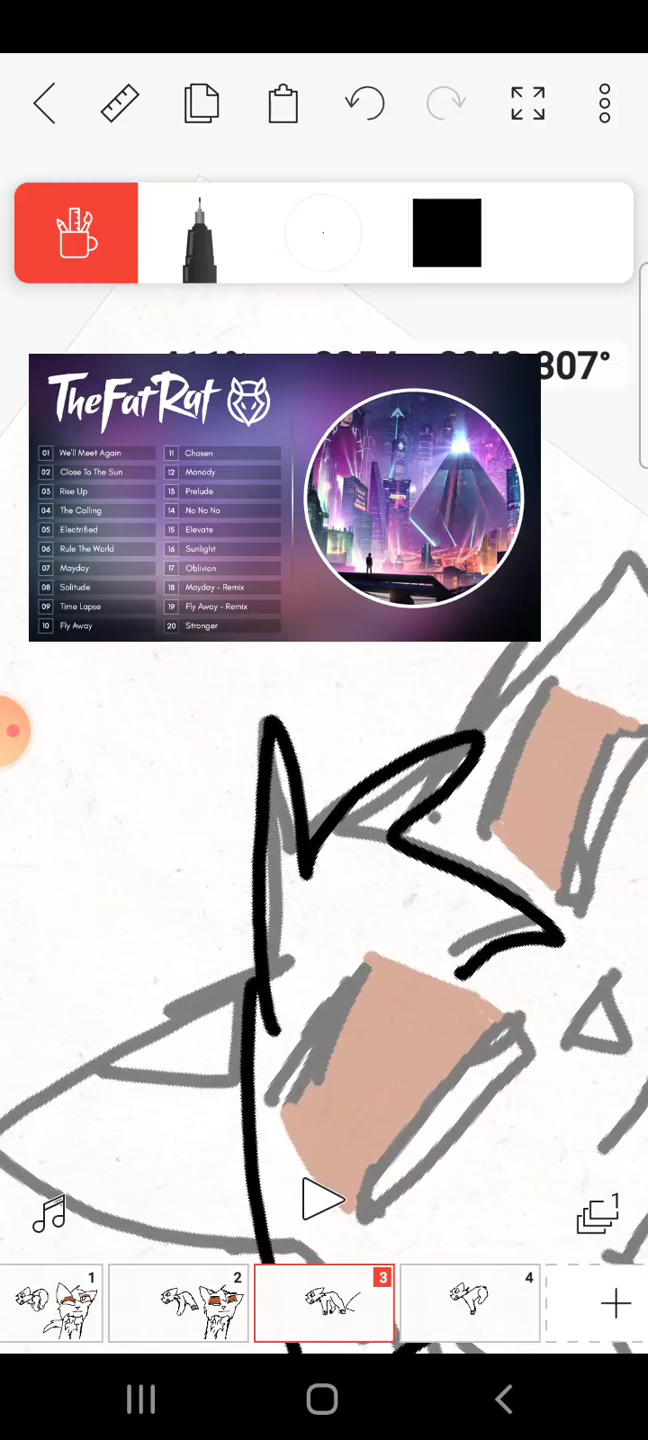 307°
TheFatRat
01 We'll Meet Again
02 Close To The Sun
03 Rise Up
04 The Calling
05 Electrified
06 Rule The World
07 Mayday
08 Solitude
09 Time Lapse
10 Fly Away
11 Chosen
12 Monody
13 Prelude
14 No No No
15 Elevate
16 Sunlight
17 Oblivion
18 Mayday - Remix
19 Fly Away - Remix
20 Stronger
1
1
2
3
4